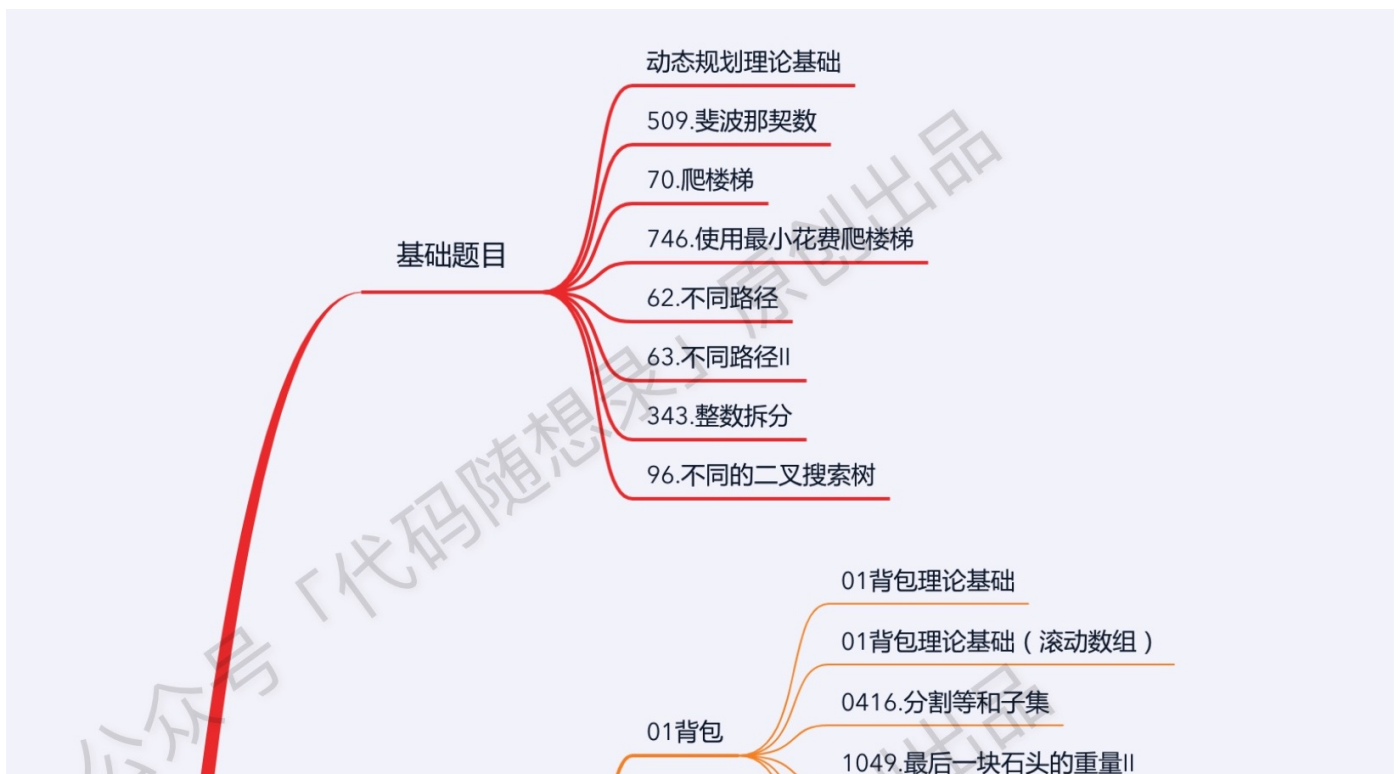 动态规划理论基础
509.斐波那契数
70.爬楼梯
746.使用最小花费爬楼梯
基础题目
62.不同路径
63.不同路径II
343.整数拆分
96.不同的二叉搜索树
01背包理论基础
01背包理论基础（滚动数组）
0416.分割等和子集
01背包
1049.最后一块石头的重量II
公众号「代码随想录」原创出品
出品